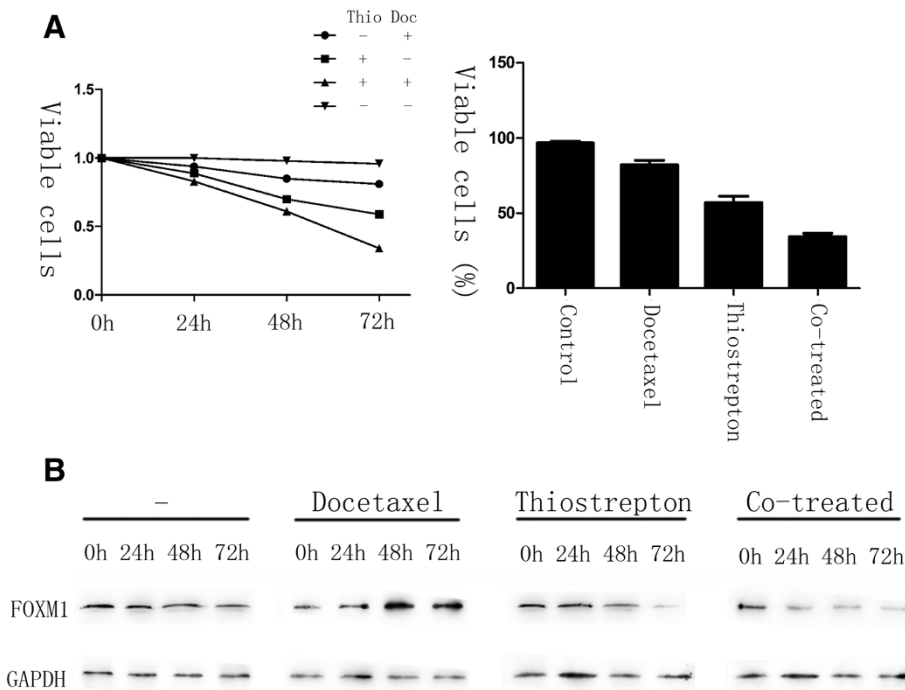 A
Thio Doc
− +
+ −
+ +
− −
Viable cells
1.5
1.0
0.5
0.0
0h 24h 48h 72h
Viable cells (%)
150
100
50
0
Control
Docetaxel
Thiostrepton
Co-treated
B
− Docetaxel Thiostrepton Co-treated
0h 24h 48h 72h 0h 24h 48h 72h 0h 24h 48h 72h 0h 24h 48h 72h
FOXM1
GAPDH